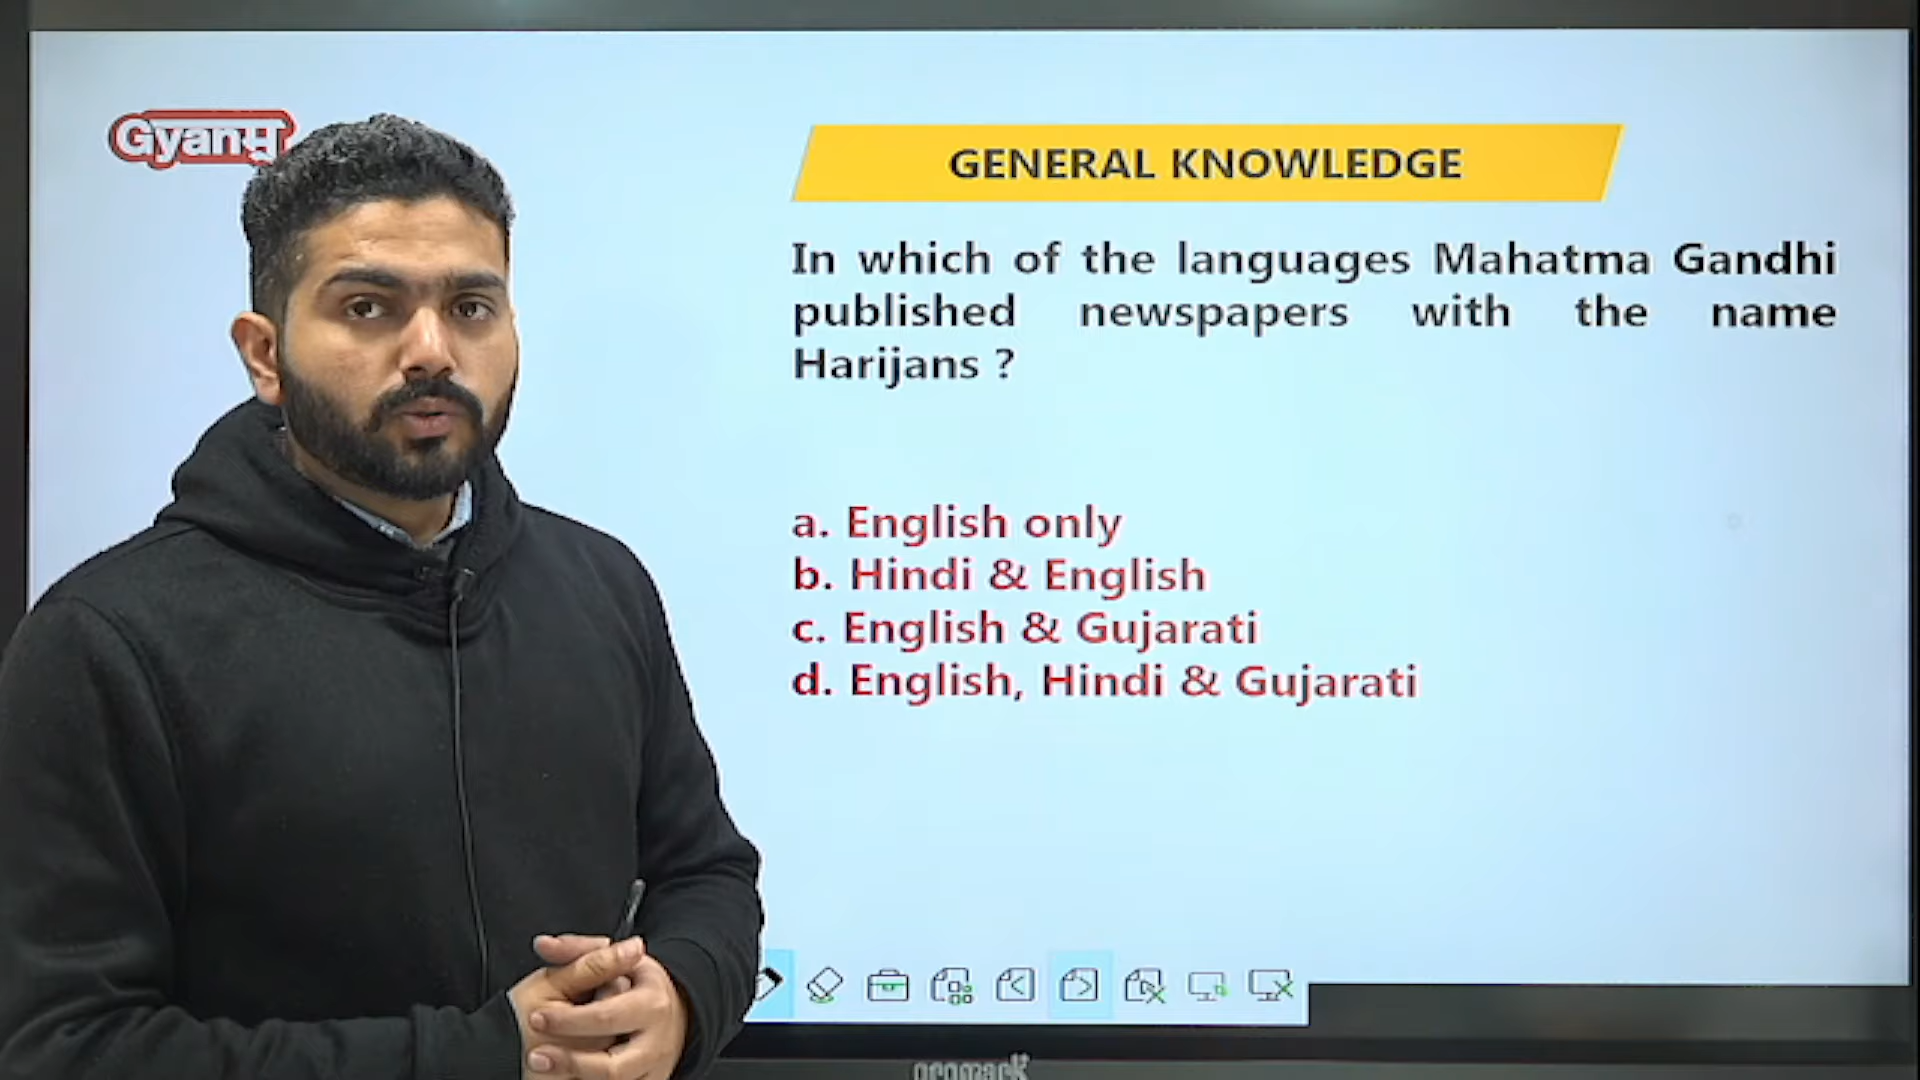 Gyanम
GENERAL KNOWLEDGE
In which of the languages Mahatma Gandhi
published newspapers with the name
Harijans ?
a. English only
b. Hindi & English
c. English & Gujarati
d. English, Hindi & Gujarati